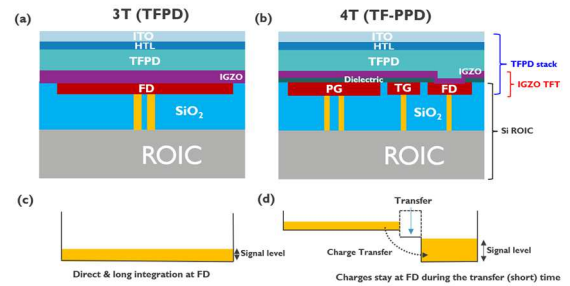 3T (TFPD)
4T (TF-PPD)
(a)
ITO
HTL
TFPD
IGZO
FD
SiO2
ROIC
(b)
ITO
HTL
TFPD
IGZO
Dielectric
PG
TG
FD
SiO2
ROIC
TFPD stack
IGZO TFT
Si ROIC
(c)
Signal level
Direct & long integration at FD
(d)
Transfer
Charge Transfer
Signal level
Charges stay at FD during the transfer (short) time